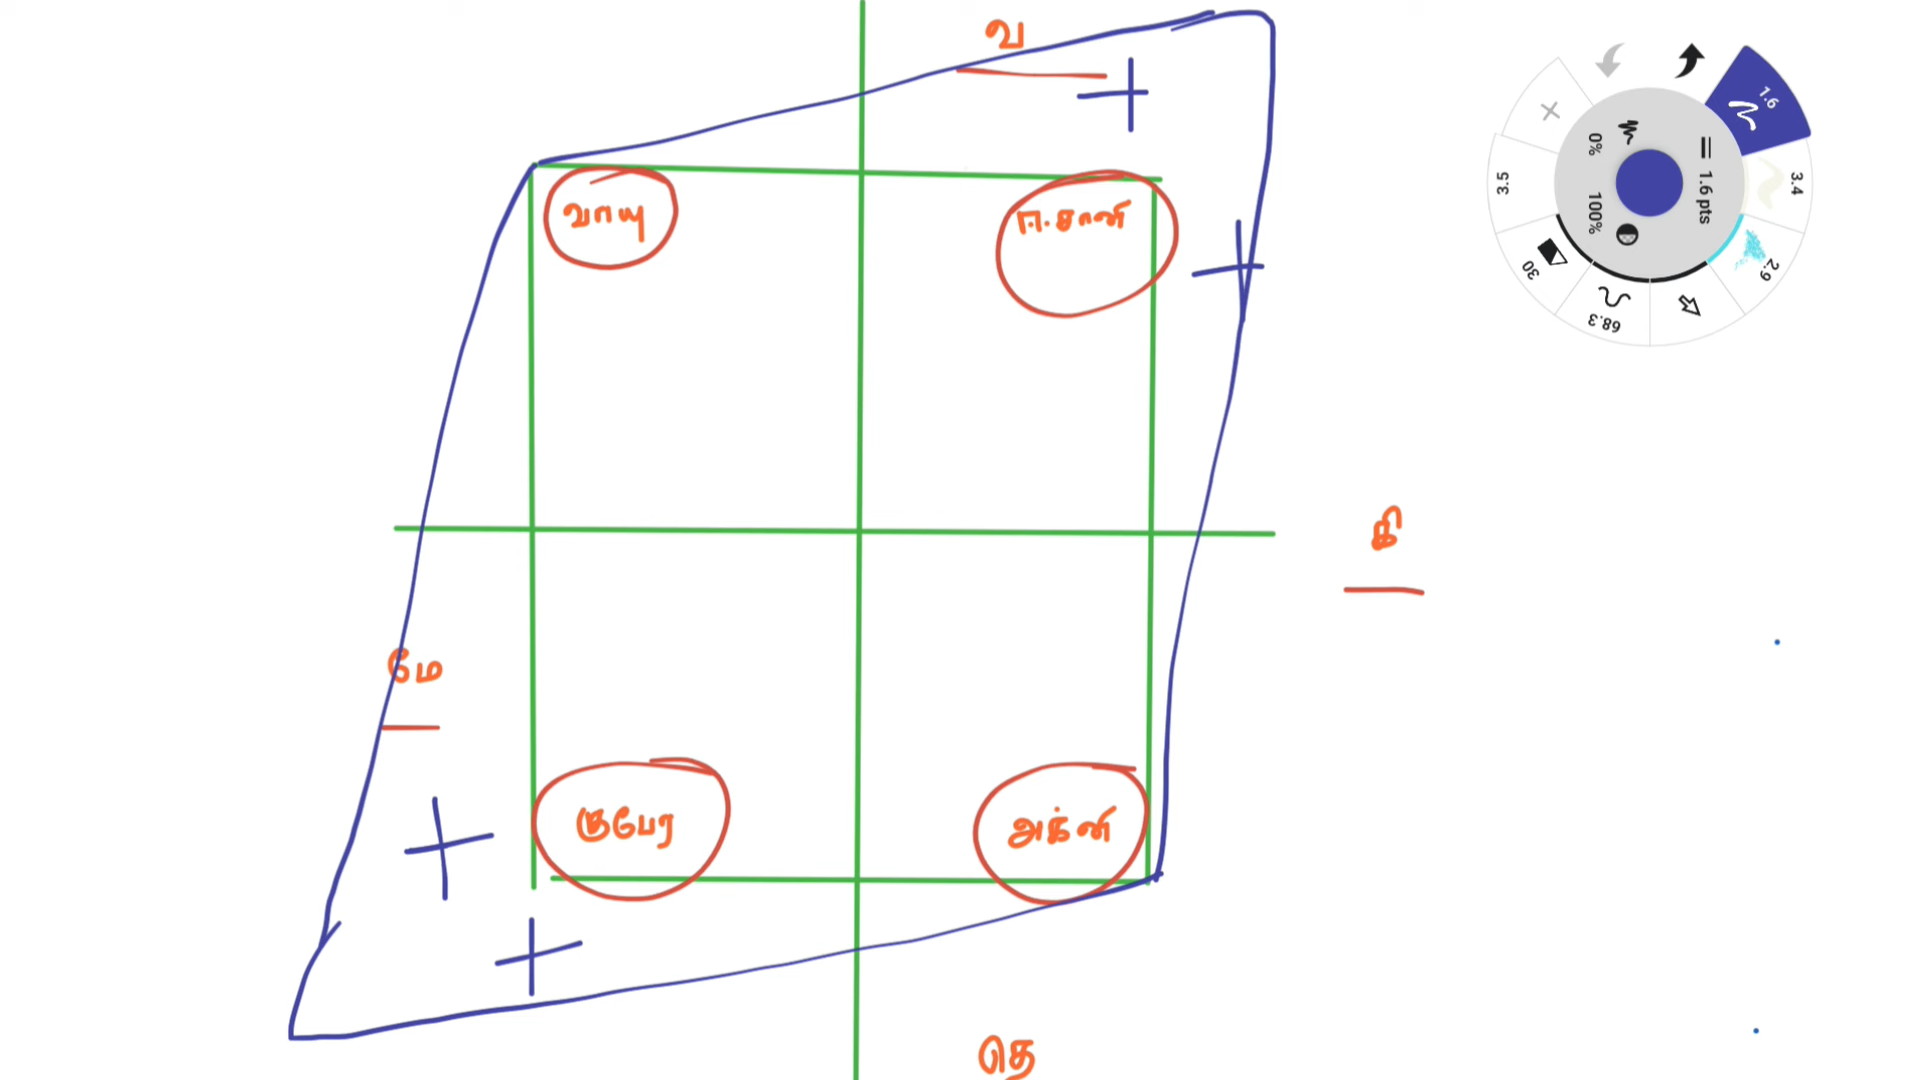 வ
வாயு
ஈ.சானி
கி
மே
குபேர
அக்னி
தெ
1.6
3.4
2.9
68.3
30
3.5
0%
100%
1.6 pts